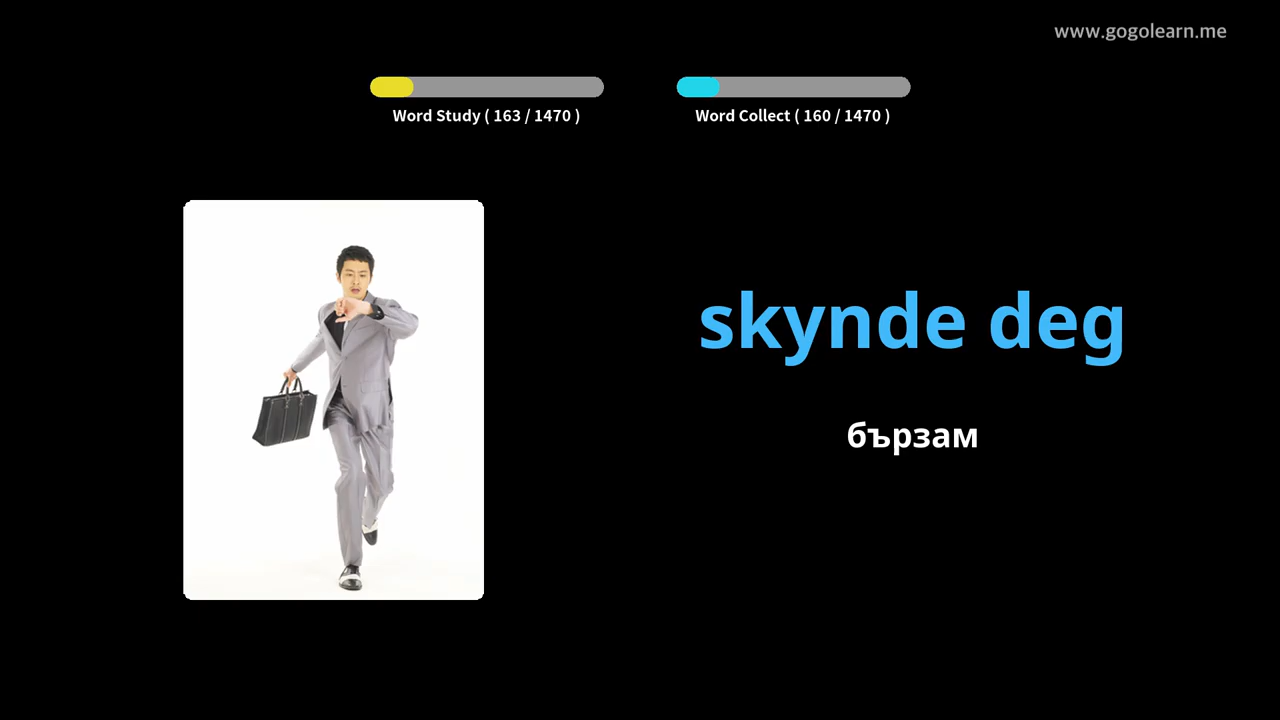 www.gogolearn.me
Word Study ( 163 / 1470 )
Word Collect ( 160 / 1470 )
skynde deg
бързам